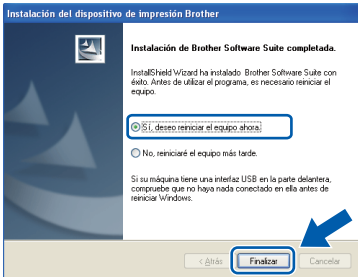 Instalación del dispositivo de impresión Brother
Instalación de Brother Software Suite completada.
InstallShield Wizard ha instalado Brother Software Suite con
éxito. Antes de utilizar el programa, es necesario reiniciar el
equipo.
Sí, deseo reiniciar el equipo ahora.
No, reiniciaré el equipo más tarde.
Si su máquina tiene una interfaz USB en la parte delantera,
compruebe que no haya nada conectado en ella antes de
reiniciar Windows.
< Atrás
Finalizar
Cancelar